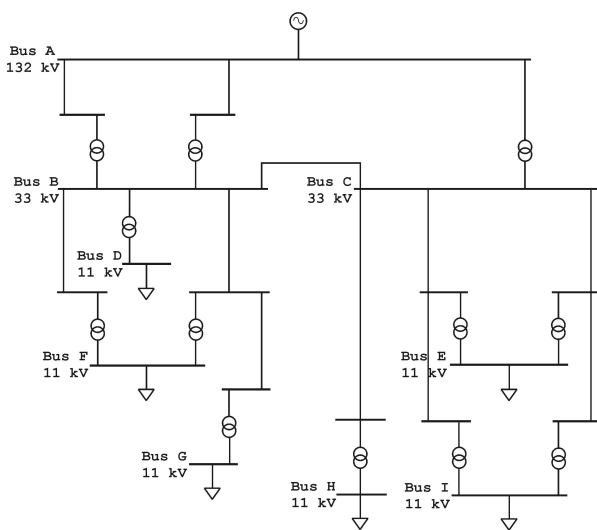 Bus A
132 kV
Bus B
33 kV
Bus C
33 kV
Bus D
11 kV
Bus F
11 kV
Bus E
11 kV
Bus G
11 kV
Bus H
11 kV
Bus I
11 kV